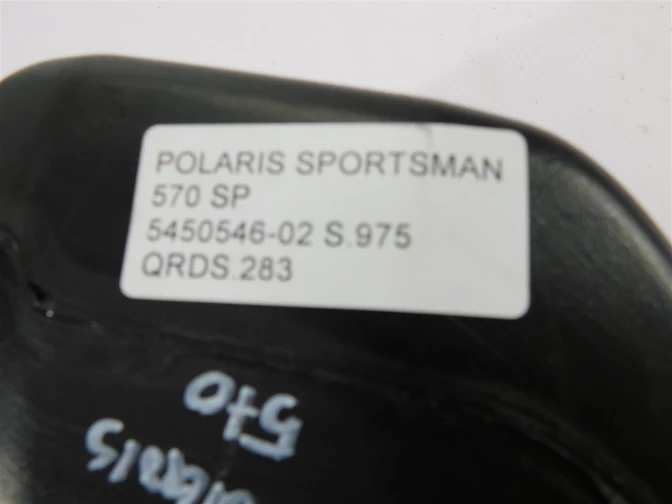 POLARIS SPORTSMAN
570 SP
5450546-02 S.975
QRDS.283
570